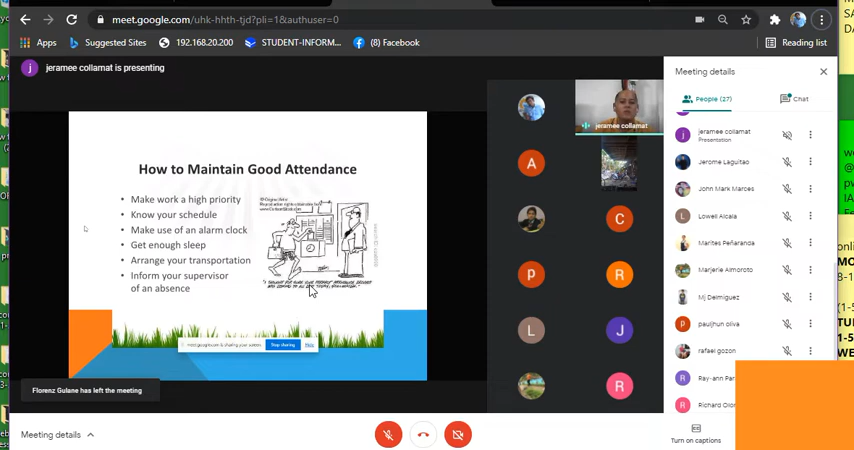 meet.google.com/uhk-hhth-tjd?pli=1&authuser=0
Apps
Suggested Sites
192.168.20.200
STUDENT-INFORM...
(8) Facebook
Reading list
j
jeramee collamat is presenting
How to Maintain Good Attendance
• Make work a high priority
• Know your schedule
• Make use of an alarm clock
• Get enough sleep
• Arrange your transportation
• Inform your supervisor
of an absence
Stop sharing
Florenz Gulane has left the meeting
Meeting details
jeramee collamat
A
C
p
R
L
J
R
Meeting details
People (27)
Chat
j
jeramee collamat
Presentation
Jerome Laguitao
John Mark Marces
L
Lowell Alcala
Marites Peñaranda
Marjerie Almoroto
Mj Delmiguez
p
pauljhun oliva
rafael gozon
R
Ray-ann Par
R
Richard
Turn on captions